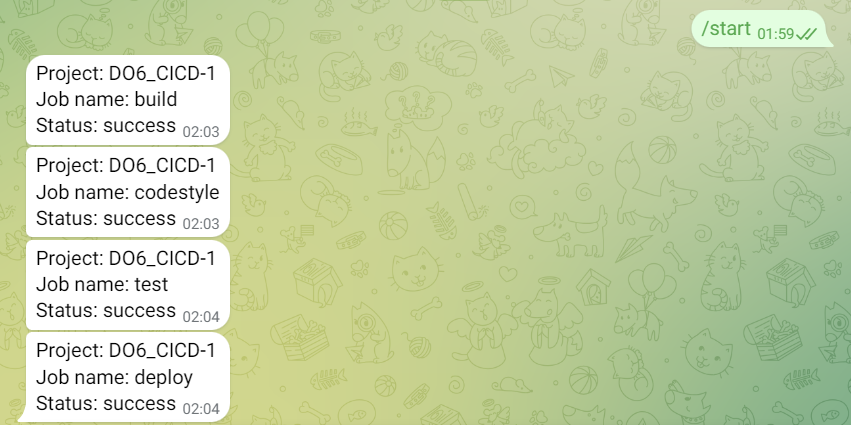 /start 01:59
Project: DO6_CICD-1
Job name: build
Status: success 02:03
Project: DO6_CICD-1
Job name: codestyle
Status: success 02:03
Project: DO6_CICD-1
Job name: test
Status: success 02:04
Project: DO6_CICD-1
Job name: deploy
Status: success 02:04